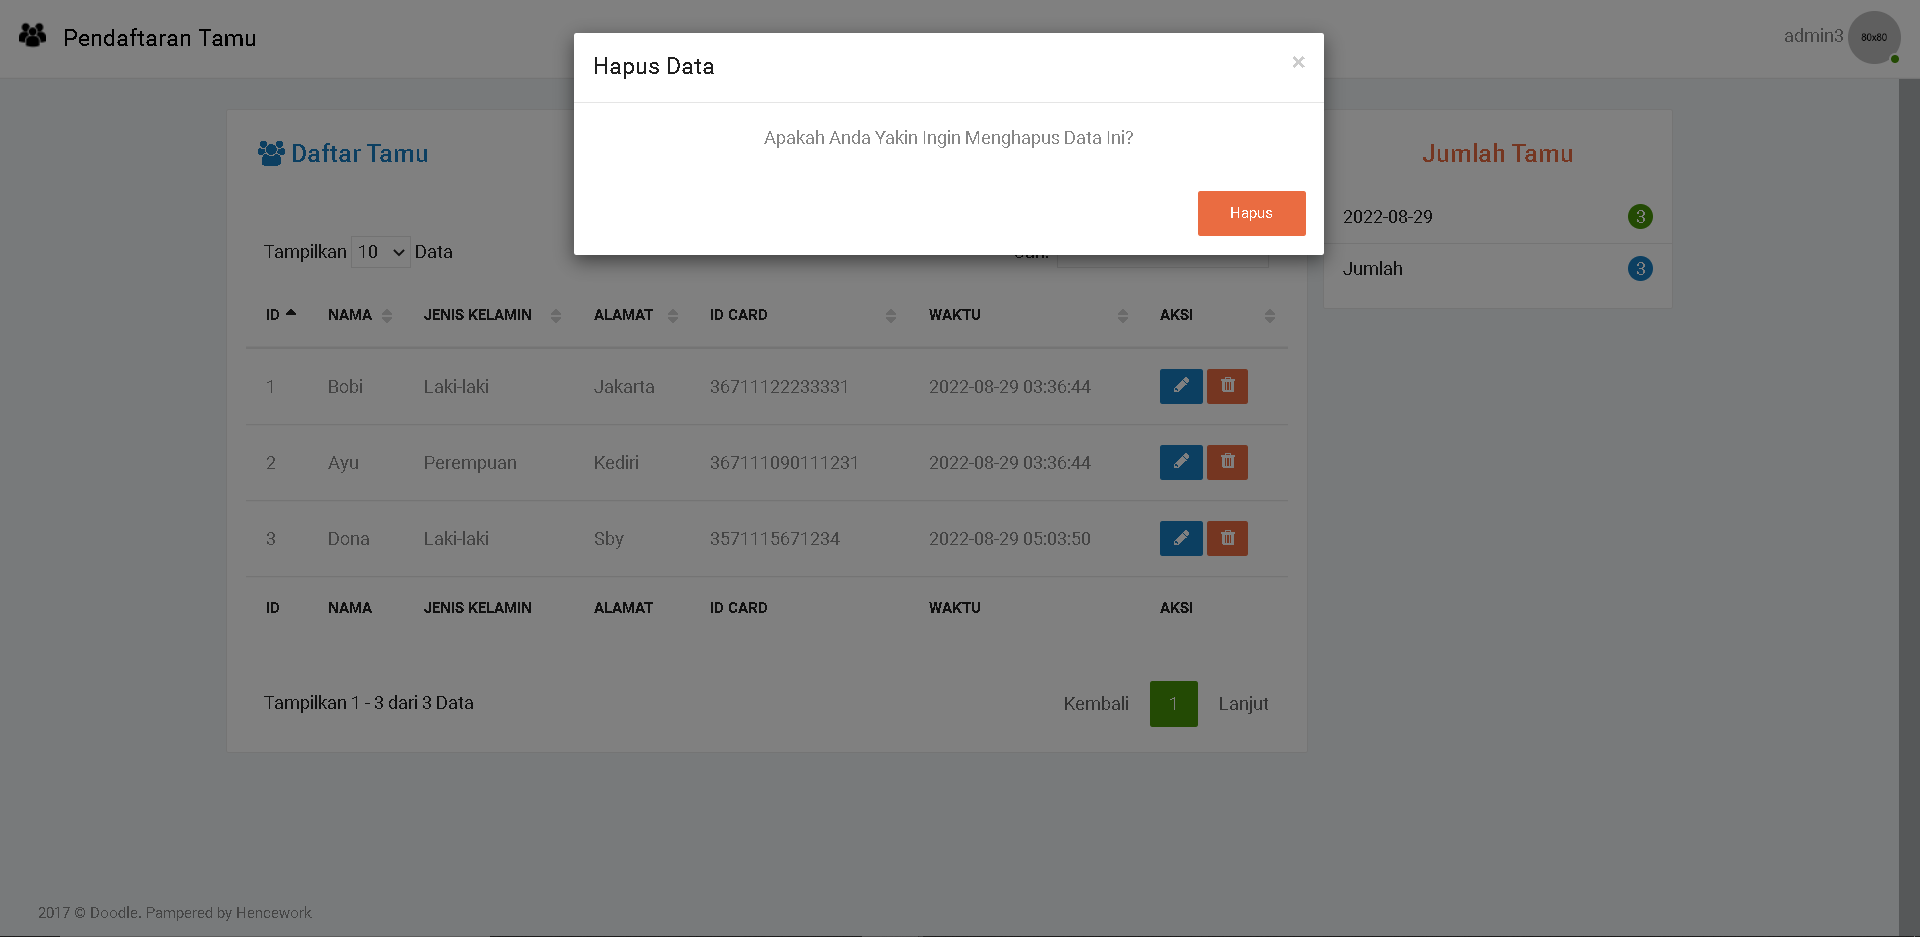 Pendaftaran Tamu
admin3
80x80
Hapus Data
×
Apakah Anda Yakin Ingin Menghapus Data Ini?
Hapus
Daftar Tamu
Tampilkan 10 Data
Jumlah Tamu
2022-08-29 3
Jumlah 3
ID NAMA JENIS KELAMIN ALAMAT ID CARD WAKTU AKSI
1 Bobi Laki-laki Jakarta 36711122233331 2022-08-29 03:36:44
2 Ayu Perempuan Kediri 367111090111231 2022-08-29 03:36:44
3 Dona Laki-laki Sby 3571115671234 2022-08-29 05:03:50
ID NAMA JENIS KELAMIN ALAMAT ID CARD WAKTU AKSI
Tampilkan 1 - 3 dari 3 Data
Kembali 1 Lanjut
2017 © Doodle. Pampered by Hencework